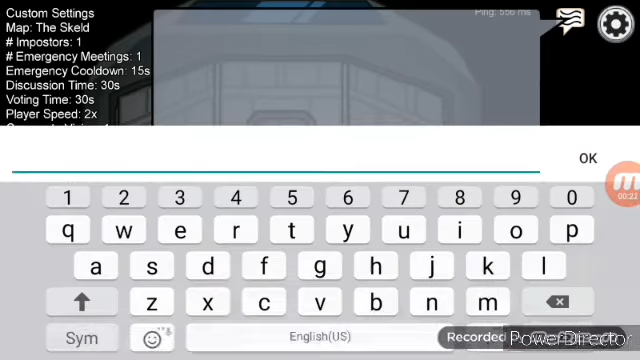 Custom Settings
Ping: 556 ms
Map: The Skeld
# Impostors: 1
# Emergency Meetings: 1
Emergency Cooldown: 15s
Discussion Time: 30s
Voting Time: 30s
Player Speed: 2x
OK
00:22
1 2 3 4 5 6 7 8 9 0
q w e r t y u i o p
a s d f g h j k l
z x c v b n m
Sym
English(US)
Recorded
PowerDirector